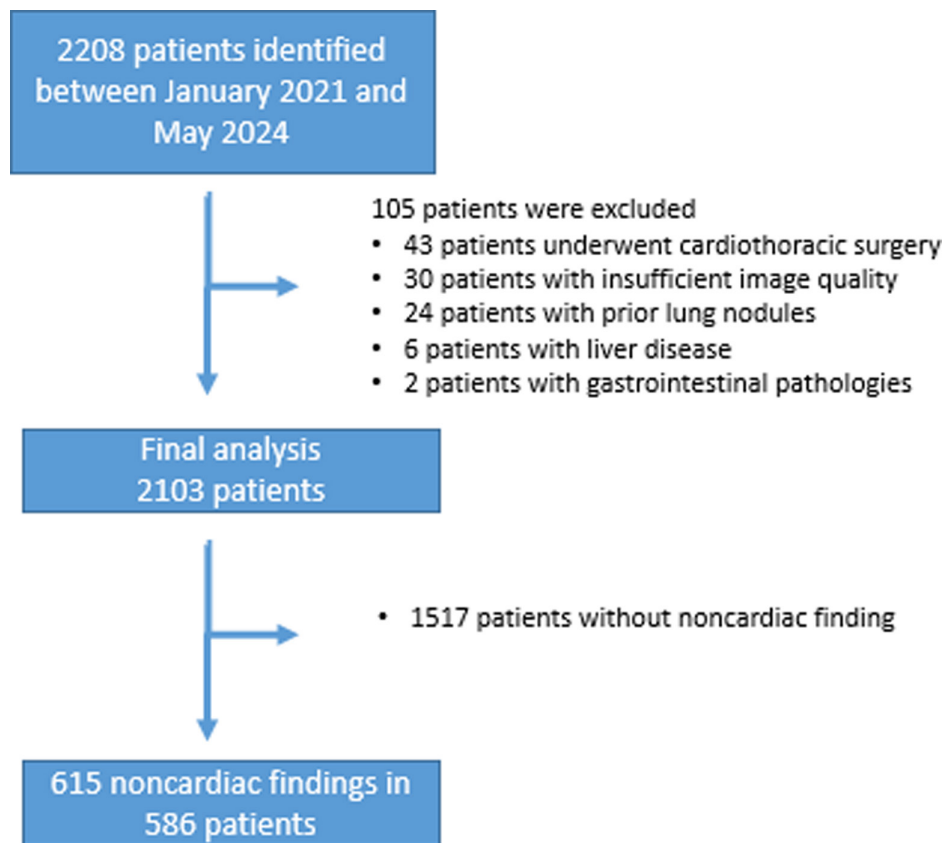 2208 patients identified
between January 2021 and
May 2024
105 patients were excluded
• 43 patients underwent cardiothoracic surgery
• 30 patients with insufficient image quality
• 24 patients with prior lung nodules
• 6 patients with liver disease
• 2 patients with gastrointestinal pathologies
Final analysis
2103 patients
• 1517 patients without noncardiac finding
615 noncardiac findings in
586 patients